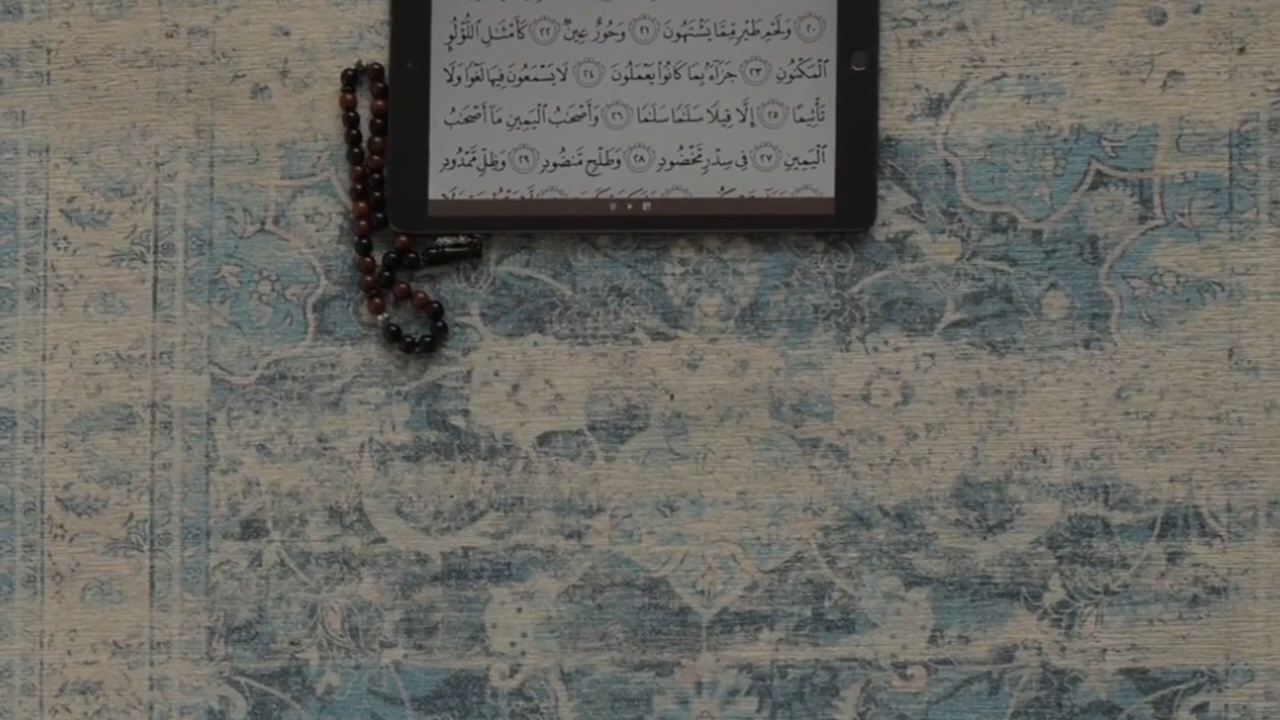 ٢٠ وَلَحْمِ طَيْرٍ مِّمَّا يَشْتَهُونَ ٢١ وَحُورٌ عِينٌ ٢٢ كَأَمْثَٰلِ ٱللُّؤْلُؤِ
ٱلْمَكْنُونِ ٢٣ جَزَآءًۢ بِمَا كَانُوا۟ يَعْمَلُونَ ٢٤ لَا يَسْمَعُونَ فِيهَا لَغْوًا وَلَا
تَأْثِيمًا ٢٥ إِلَّا قِيلًا سَلَٰمًا سَلَٰمًا ٢٦ وَأَصْحَٰبُ ٱلْيَمِينِ مَآ أَصْحَٰبُ
ٱلْيَمِينِ ٢٧ فِى سِدْرٍ مَّخْضُودٍ ٢٨ وَطَلْحٍ مَّنضُودٍ ٢٩ وَظِلٍّ مَّمْدُودٍ